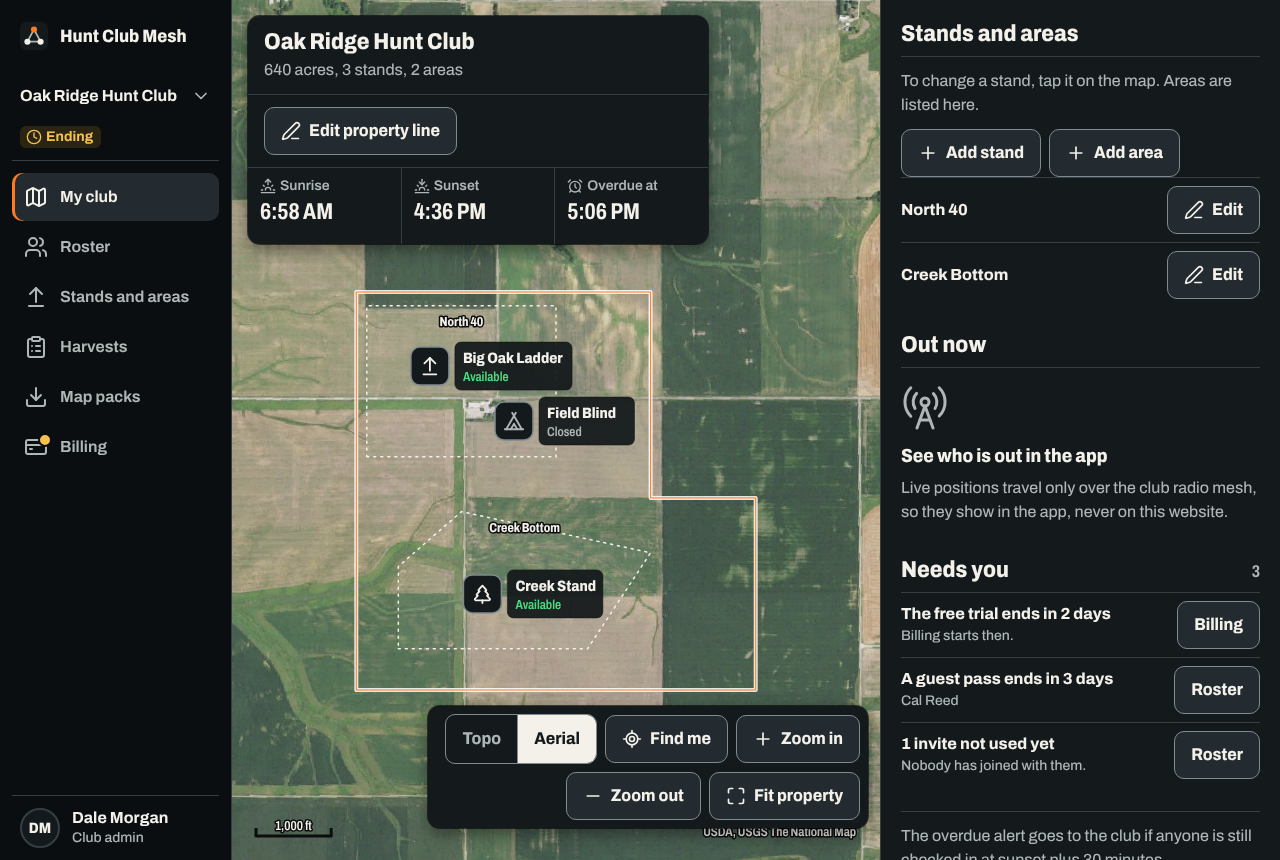 Hunt Club Mesh
Oak Ridge Hunt Club
Ending
My club
Roster
Stands and areas
Harvests
Map packs
Billing
DM
Dale Morgan
Club admin
Oak Ridge Hunt Club
640 acres, 3 stands, 2 areas
Edit property line
Sunrise
6:58 AM
Sunset
4:36 PM
Overdue at
5:06 PM
North 40
Big Oak Ladder
Available
Field Blind
Closed
Creek Bottom
Creek Stand
Available
Topo
Aerial
Find me
Zoom in
Zoom out
Fit property
1,000 ft
USDA, USGS The National Map
Stands and areas
To change a stand, tap it on the map. Areas are
listed here.
Add stand
Add area
North 40
Edit
Creek Bottom
Edit
Out now
See who is out in the app
Live positions travel only over the club radio mesh,
so they show in the app, never on this website.
Needs you
3
The free trial ends in 2 days
Billing starts then.
Billing
A guest pass ends in 3 days
Cal Reed
Roster
1 invite not used yet
Nobody has joined with them.
Roster
The overdue alert goes to the club if anyone is still
checked in at sunset plus 30 minutes.